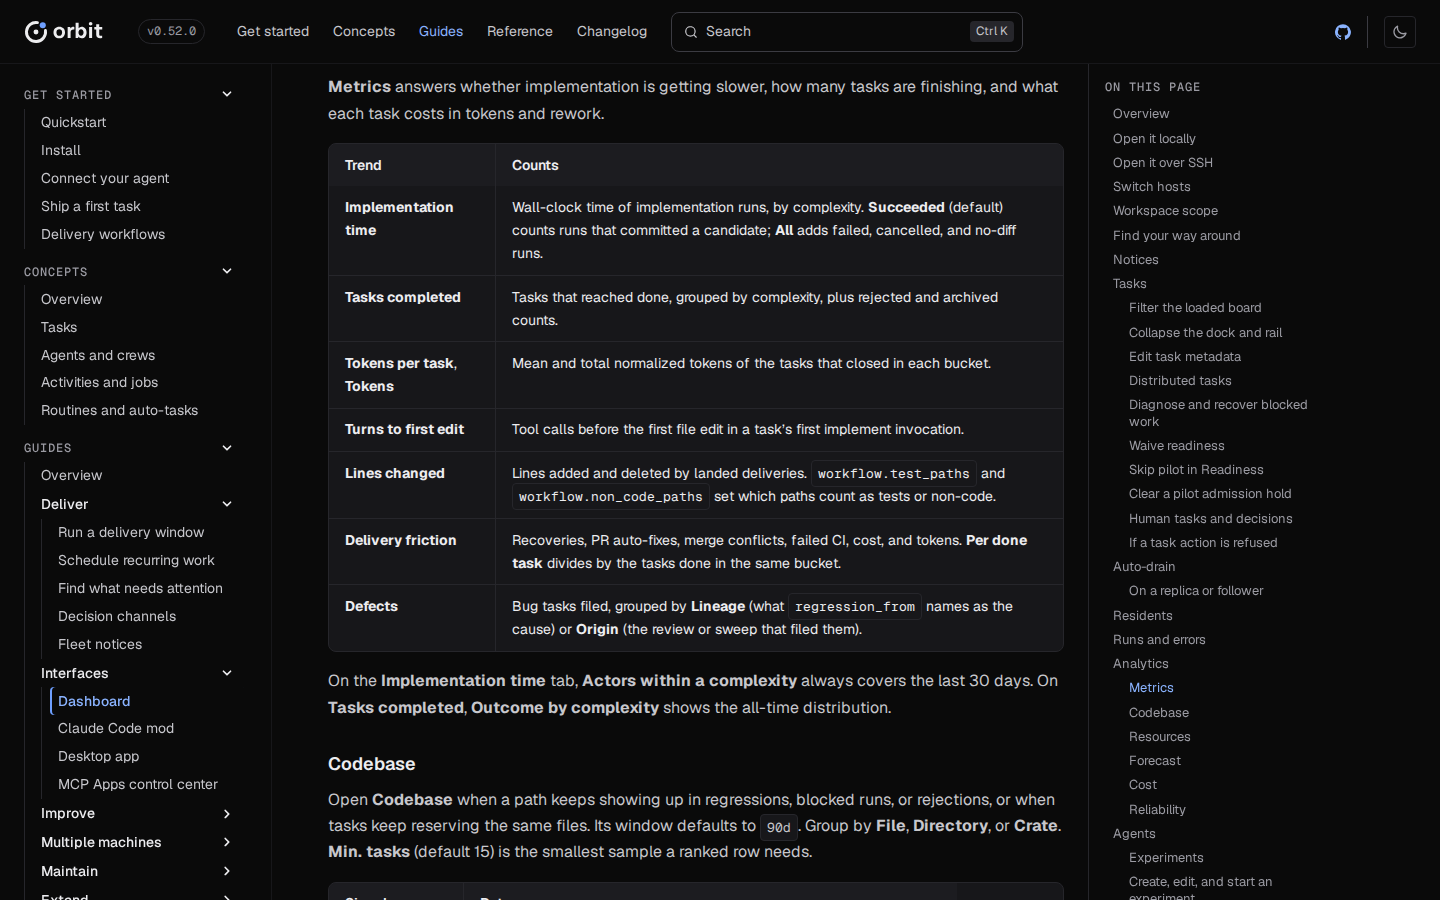 orbit
v0.52.0
Get started
Concepts
Guides
Reference
Changelog
Search
Ctrl K
GET STARTED
Quickstart
Install
Connect your agent
Ship a first task
Delivery workflows
CONCEPTS
Overview
Tasks
Agents and crews
Activities and jobs
Routines and auto-tasks
GUIDES
Overview
Deliver
Run a delivery window
Schedule recurring work
Find what needs attention
Decision channels
Fleet notices
Interfaces
Dashboard
Claude Code mod
Desktop app
MCP Apps control center
Improve
Multiple machines
Maintain
Extend
Metrics answers whether implementation is getting slower, how many tasks are finishing, and what
each task costs in tokens and rework.
Trend
Counts
Implementation
time
Wall-clock time of implementation runs, by complexity. Succeeded (default)
counts runs that committed a candidate; All adds failed, cancelled, and no-diff
runs.
Tasks completed
Tasks that reached done, grouped by complexity, plus rejected and archived
counts.
Tokens per task,
Tokens
Mean and total normalized tokens of the tasks that closed in each bucket.
Turns to first edit
Tool calls before the first file edit in a task's first implement invocation.
Lines changed
Lines added and deleted by landed deliveries. workflow.test_paths and
workflow.non_code_paths set which paths count as tests or non-code.
Delivery friction
Recoveries, PR auto-fixes, merge conflicts, failed CI, cost, and tokens. Per done
task divides by the tasks done in the same bucket.
Defects
Bug tasks filed, grouped by Lineage (what regression_from names as the
cause) or Origin (the review or sweep that filed them).
On the Implementation time tab, Actors within a complexity always covers the last 30 days. On
Tasks completed, Outcome by complexity shows the all-time distribution.
Codebase
Open Codebase when a path keeps showing up in regressions, blocked runs, or rejections, or when
tasks keep reserving the same files. Its window defaults to 90d. Group by File, Directory, or Crate.
Min. tasks (default 15) is the smallest sample a ranked row needs.
ON THIS PAGE
Overview
Open it locally
Open it over SSH
Switch hosts
Workspace scope
Find your way around
Notices
Tasks
Filter the loaded board
Collapse the dock and rail
Edit task metadata
Distributed tasks
Diagnose and recover blocked
work
Waive readiness
Skip pilot in Readiness
Clear a pilot admission hold
Human tasks and decisions
If a task action is refused
Auto-drain
On a replica or follower
Residents
Runs and errors
Analytics
Metrics
Codebase
Resources
Forecast
Cost
Reliability
Agents
Experiments
Create, edit, and start an
experiment